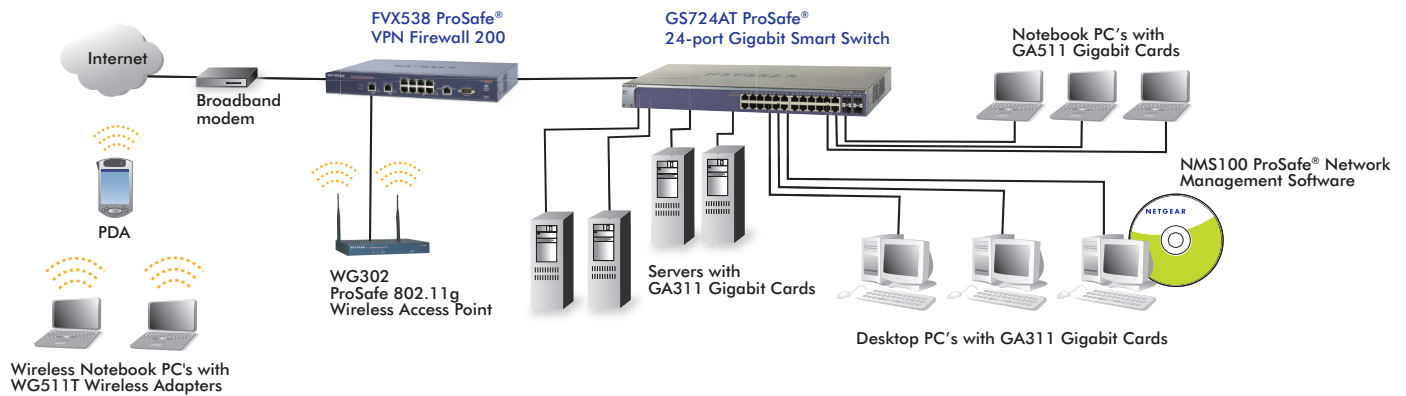 FVX538 ProSafe®
VPN Firewall 200
GS724AT ProSafe®
24-port Gigabit Smart Switch
Internet
Broadband
modem
NETGEAR
NETGEAR
Notebook PC's with
GA511 Gigabit Cards
NMS100 ProSafe® Network
Management Software
NETGEAR
PDA
WG302
ProSafe 802.11g
Wireless Access Point
Servers with
GA311 Gigabit Cards
Desktop PC's with GA311 Gigabit Cards
Wireless Notebook PC's with
WG511T Wireless Adapters